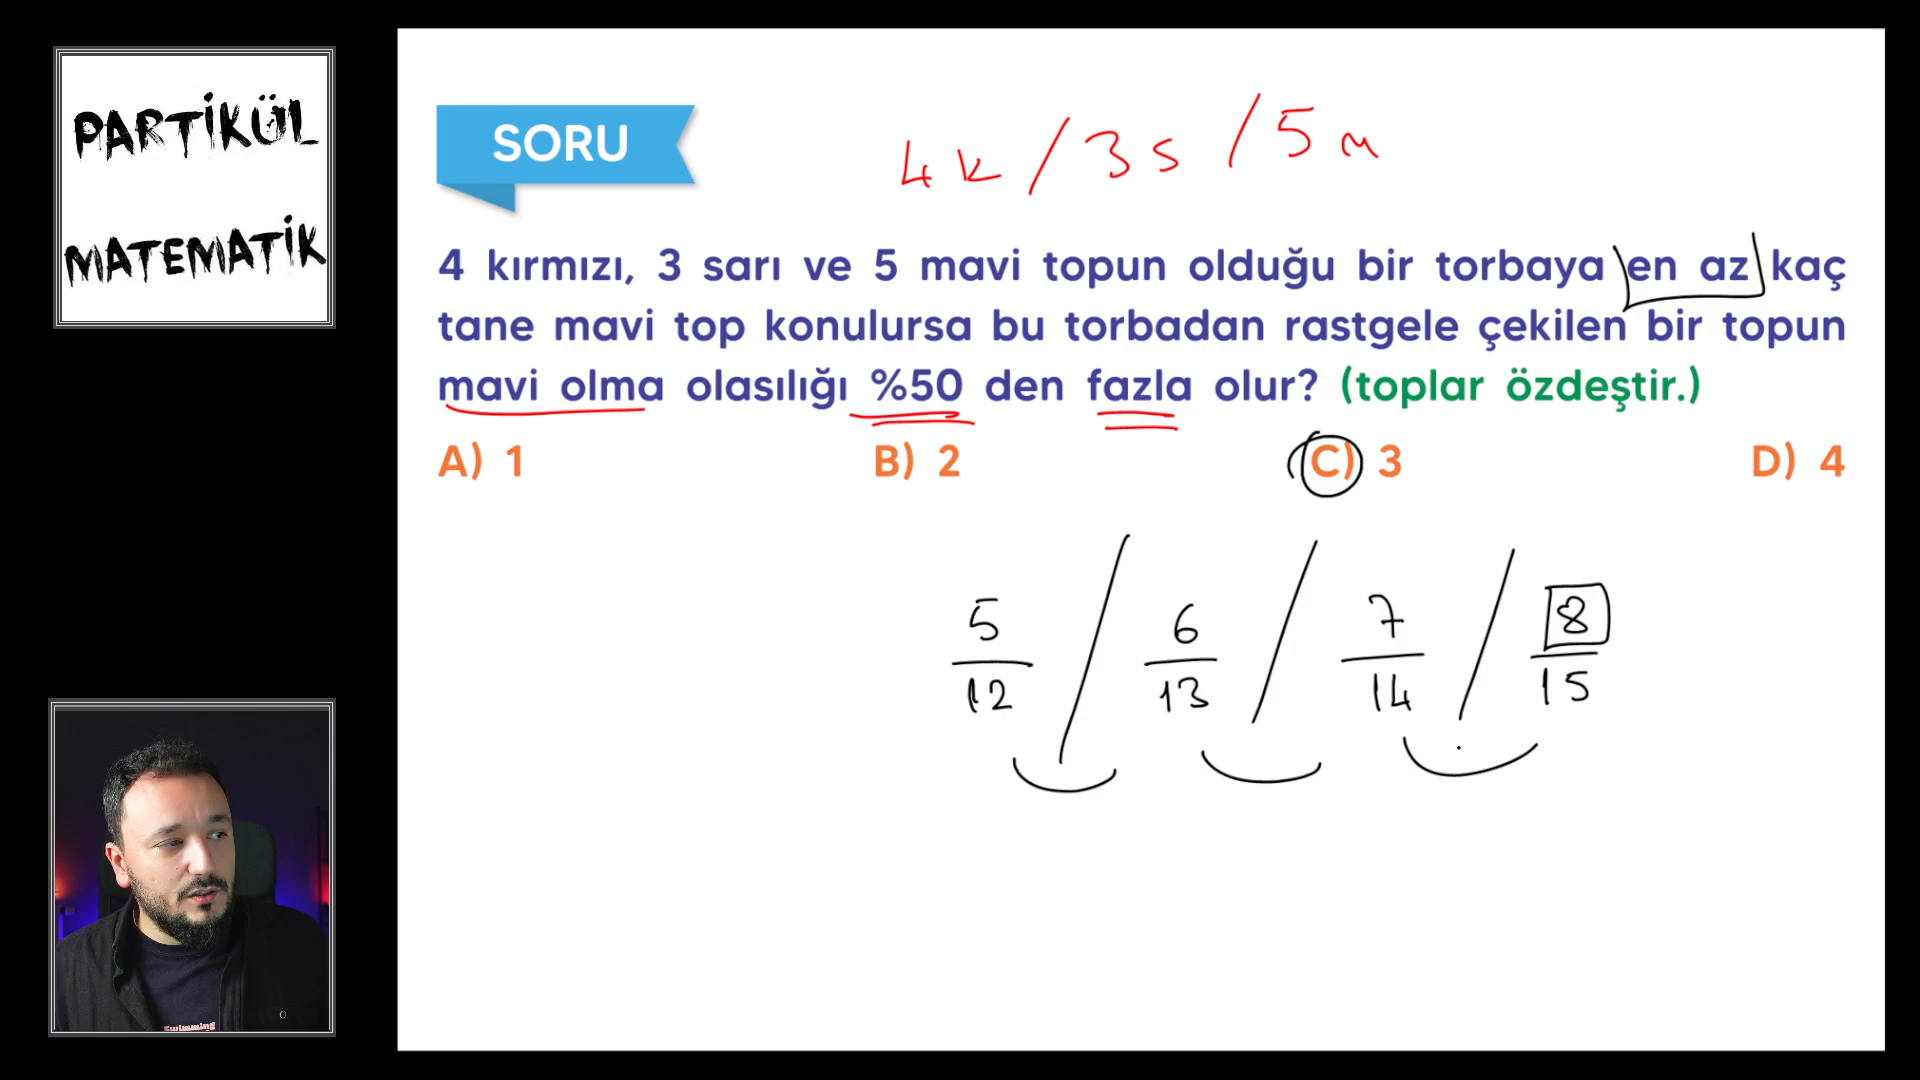 PARTİKÜL
MATEMATİK
SORU
4k / 3s / 5m
4 kırmızı, 3 sarı ve 5 mavi topun olduğu bir torbaya en az kaç
tane mavi top konulursa bu torbadan rastgele çekilen bir topun
mavi olma olasılığı %50 den fazla olur? (toplar özdeştir.)
A) 1 B) 2 C) 3 D) 4
5 / 6 / 7 / 8
12 13 14 15